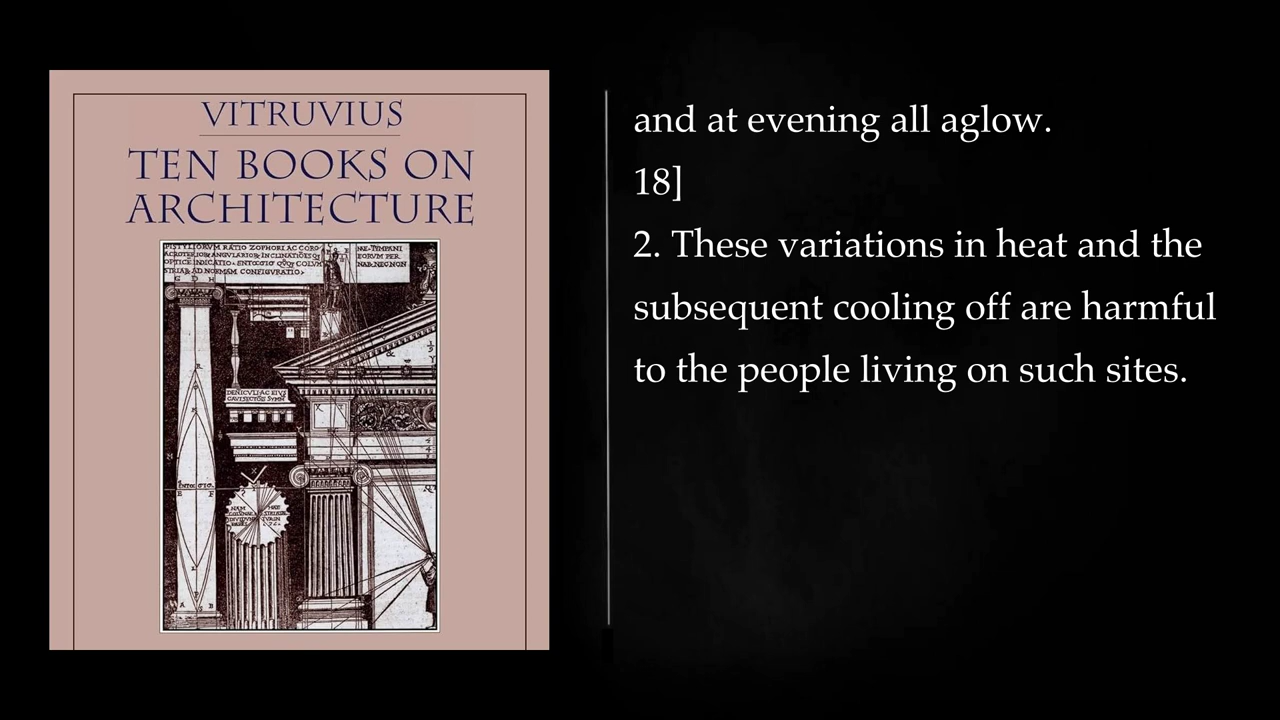 VITRUVIUS
TEN BOOKS ON
ARCHITECTURE
and at evening all aglow.
18]
2. These variations in heat and the
subsequent cooling off are harmful
to the people living on such sites.